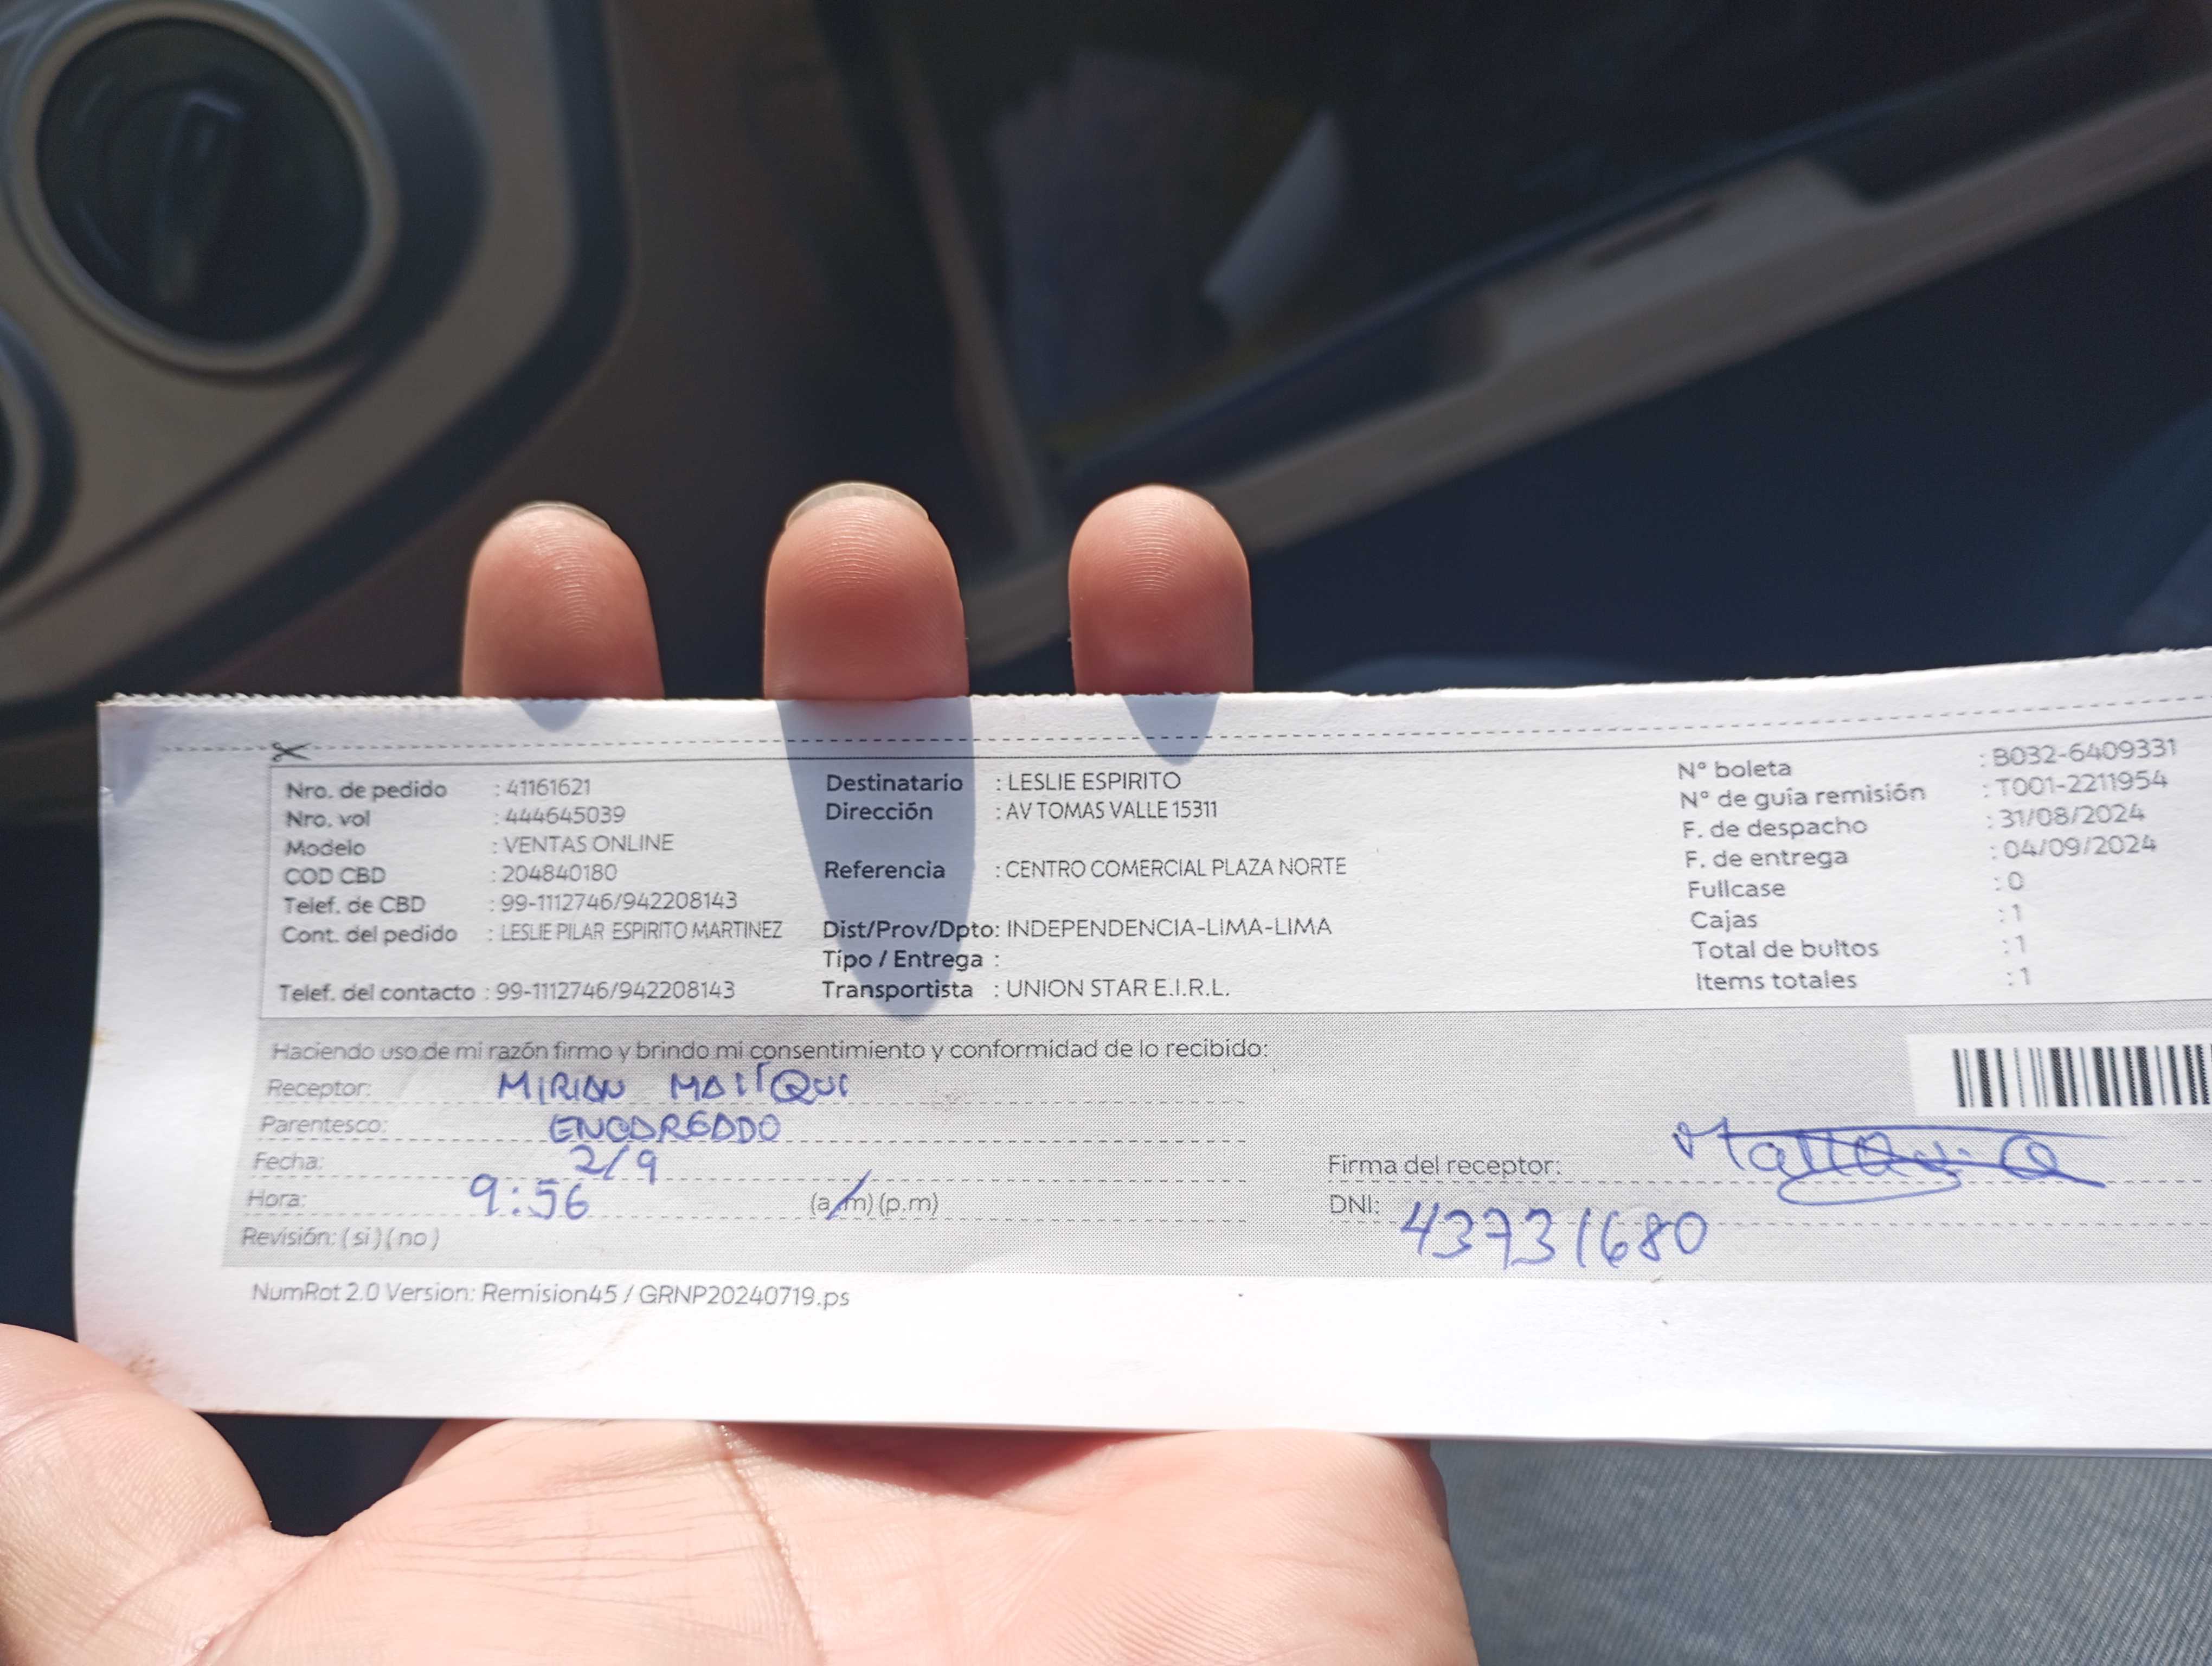 Nro. de pedido : 41161621
Nro. vol : 444645039
Modelo : VENTAS ONLINE
COD CBD : 204840180
Telef. de CBD : 99-1112746/942208143
Cont. del pedido : LESLIE PILAR ESPIRITO MARTINEZ
Telef. del contacto : 99-1112746/942208143
Destinatario : LESLIE ESPIRITO
Dirección : AV TOMAS VALLE 15311
Referencia : CENTRO COMERCIAL PLAZA NORTE
Dist/Prov/Dpto: INDEPENDENCIA-LIMA-LIMA
Tipo / Entrega :
Transportista : UNION STAR E.I.R.L.
N° boleta : B032-6409331
N° de guía remisión : T001-2211954
F. de despacho : 31/08/2024
F. de entrega : 04/09/2024
Fullcase : 0
Cajas : 1
Total de bultos : 1
Items totales : 1
Haciendo uso de mi razón firmo y brindo mi consentimiento y conformidad de lo recibido:
Receptor: MIRIAN
Parentesco: ENCARGADO
Fecha: 2/9
Hora: 9:56 (a.m) (p.m)
Revisión: ( si ) ( no )
Firma del receptor:
DNI: 43731680
NumRot 2.0 Version: Remision45 / GRNP20240719.ps